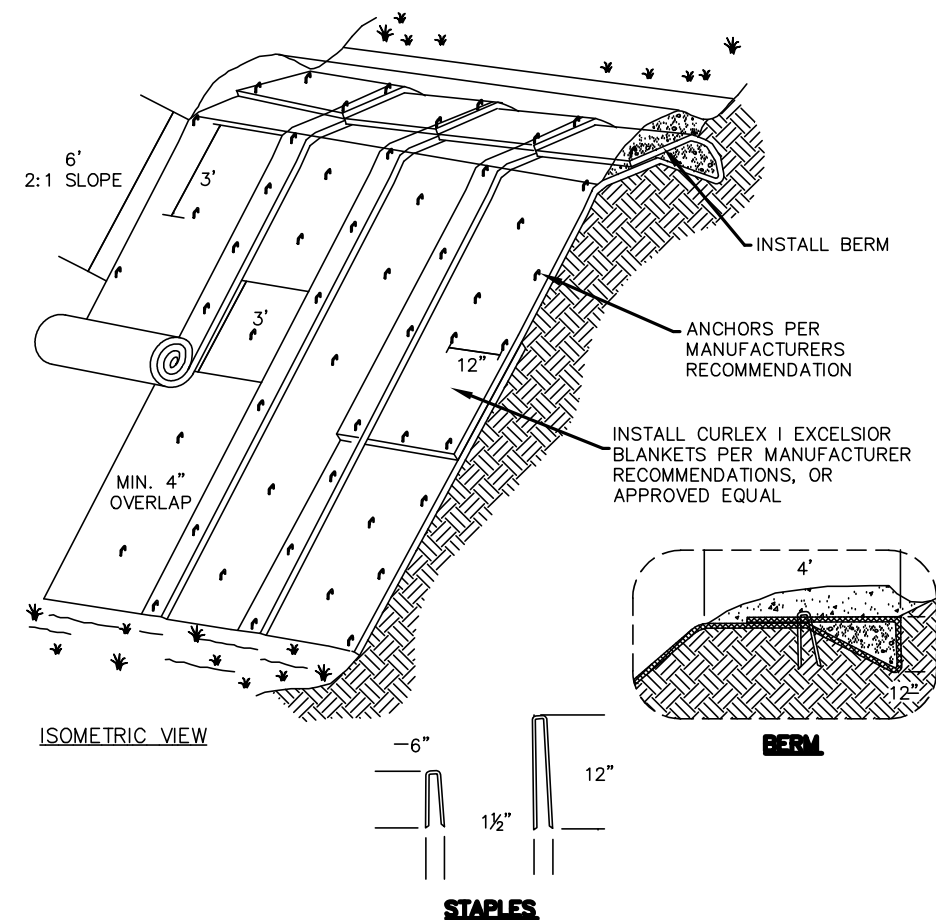 6'
2:1 SLOPE
3'
INSTALL BERM
3'
12"
ANCHORS PER
MANUFACTURERS
RECOMMENDATION
INSTALL CURLEX I EXCELSIOR
BLANKETS PER MANUFACTURER
RECOMMENDATIONS, OR
APPROVED EQUAL
MIN. 4"
OVERLAP
4'
12"
BERM
ISOMETRIC VIEW
6"
12"
1½"
STAPLES